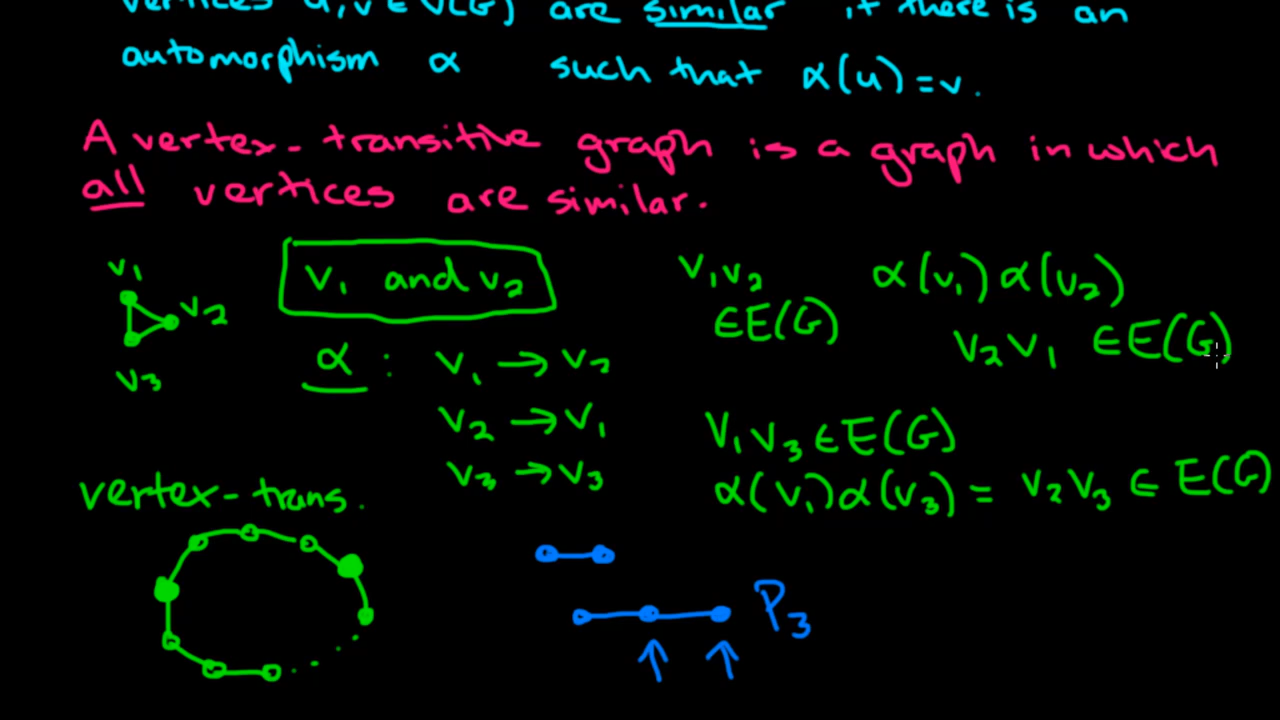 vertices u, v ∈ V(G) are similar if there is an
automorphism α such that α(u) = v.
A vertex-transitive graph is a graph in which
all vertices are similar.
v₁
v₂
v₃
v₁ and v₂
α : v₁ → v₂
v₂ → v₁
v₃ → v₃
v₁v₂
∈E(G)
α(v₁)α(v₂)
v₂v₁ ∈E(G)
v₁v₃ ∈ E(G)
α(v₁)α(v₃) = v₂v₃ ∈ E(G)
vertex-trans.
P₃